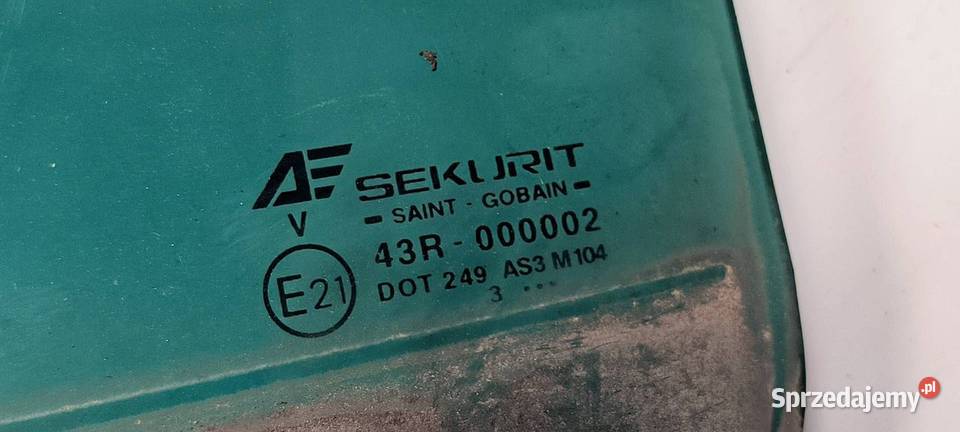 AE SEKURIT
V - SAINT - GOBAIN -
43R - 000002
E21
DOT 249 AS3 M104
3 ...
Sprzedajemy.pl